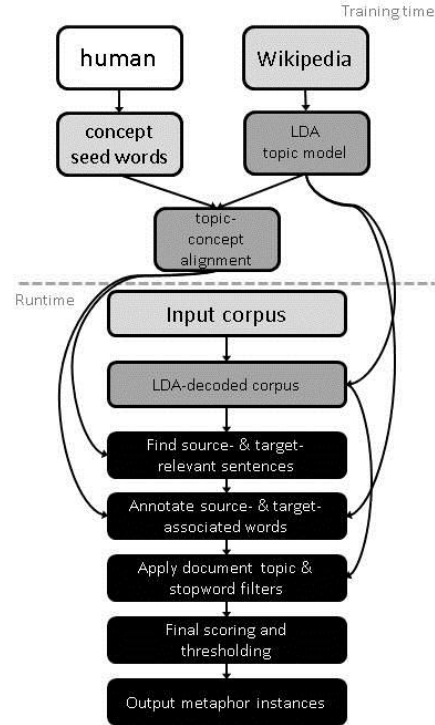 Training time
human
Wikipedia
concept
seed words
LDA
topic model
topic-
concept
alignment
Runtime
Input corpus
LDA-decoded corpus
Find source- & target-
relevant sentences
Annotate source- & target-
associated words
Apply document topic &
stopword filters
Final scoring and
thresholding
Output metaphor instances